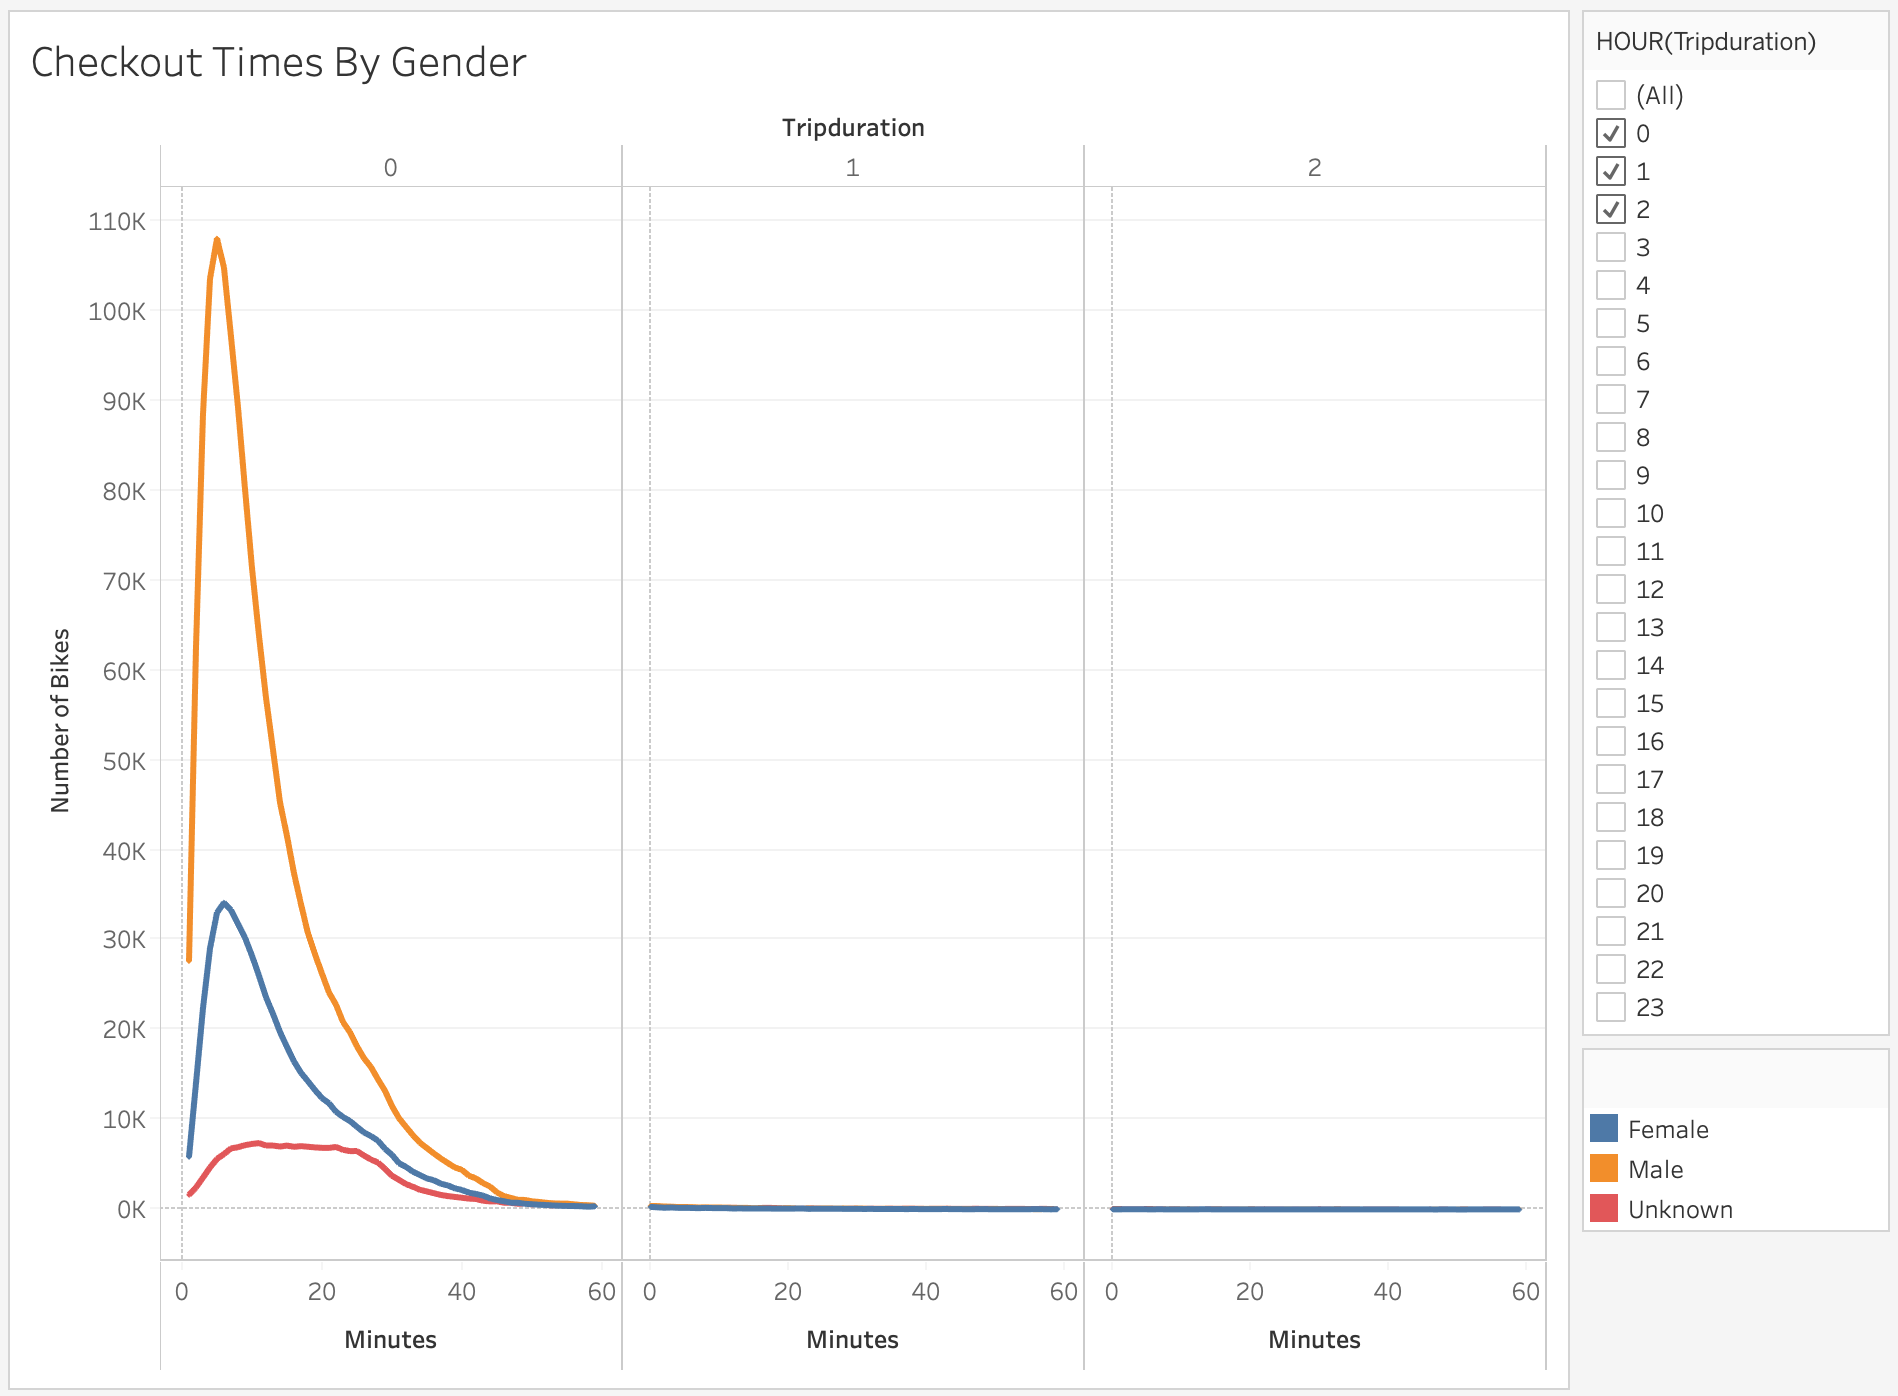 Checkout Times By Gender
Tripduration
0 1 2
110K
100K
90K
80K
70K
60K
50K
40K
30K
20K
10K
0K
Number of Bikes
0 20 40 60 0 20 40 60 0 20 40 60
Minutes Minutes Minutes
HOUR(Tripduration)
(All)
0
1
2
3
4
5
6
7
8
9
10
11
12
13
14
15
16
17
18
19
20
21
22
23
Female
Male
Unknown